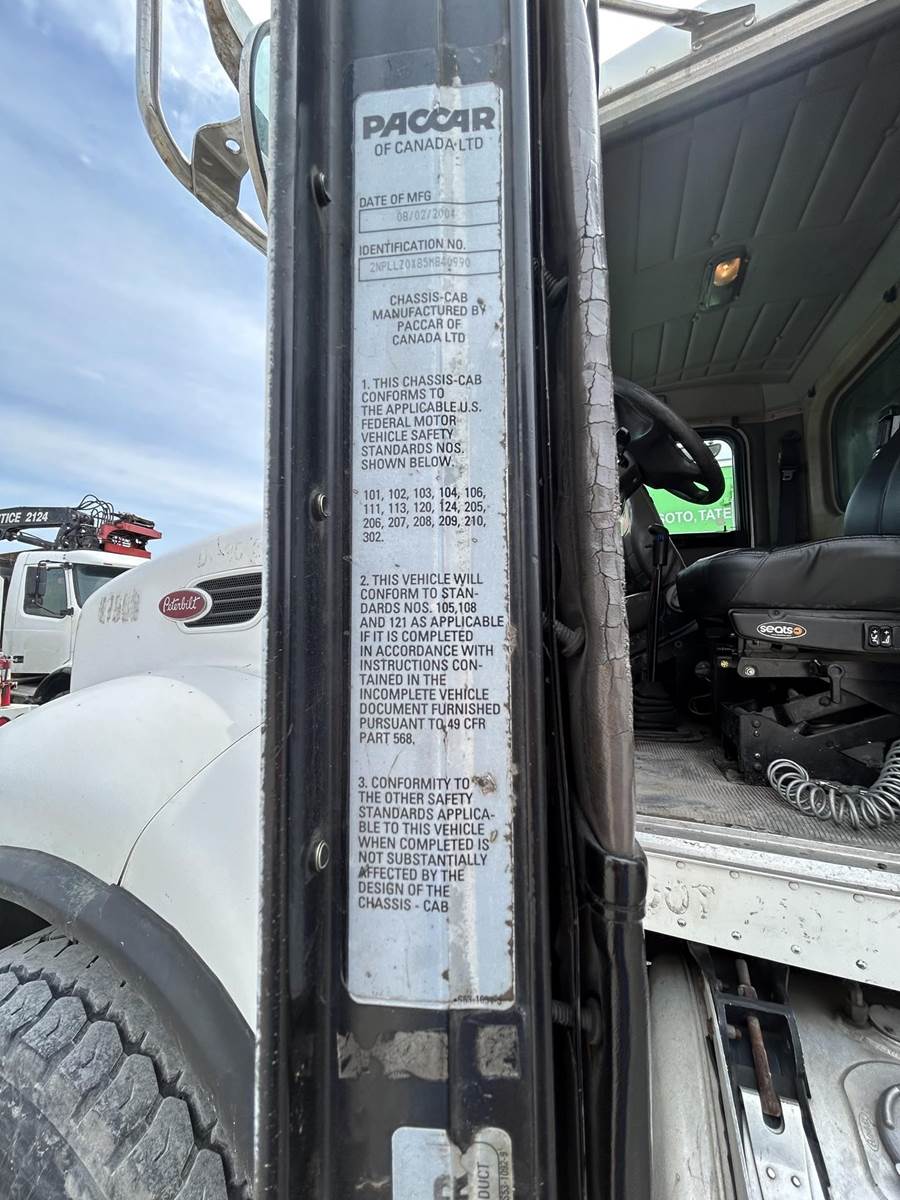 PACCAR
OF CANADA LTD
DATE OF MFG
08/02/2004
IDENTIFICATION NO.
2NPLLZ0X85M840990
CHASSIS-CAB
MANUFACTURED BY
PACCAR OF
CANADA LTD
1. THIS CHASSIS-CAB
CONFORMS TO
THE APPLICABLE U.S.
FEDERAL MOTOR
VEHICLE SAFETY
STANDARDS NOS.
SHOWN BELOW.
101, 102, 103, 104, 106,
111, 113, 120, 124, 205,
206, 207, 208, 209, 210,
302.
2. THIS VEHICLE WILL
CONFORM TO STAN-
DARDS NOS. 105,108
AND 121 AS APPLICABLE
IF IT IS COMPLETED
IN ACCORDANCE WITH
INSTRUCTIONS CON-
TAINED IN THE
INCOMPLETE VEHICLE
DOCUMENT FURNISHED
PURSUANT TO 49 CFR
PART 568.
3. CONFORMITY TO
THE OTHER SAFETY
STANDARDS APPLICA-
BLE TO THIS VEHICLE
WHEN COMPLETED IS
NOT SUBSTANTIALLY
AFFECTED BY THE
DESIGN OF THE
CHASSIS - CAB
Peterbilt
2124
SOTO, TATE
seats
DUCT